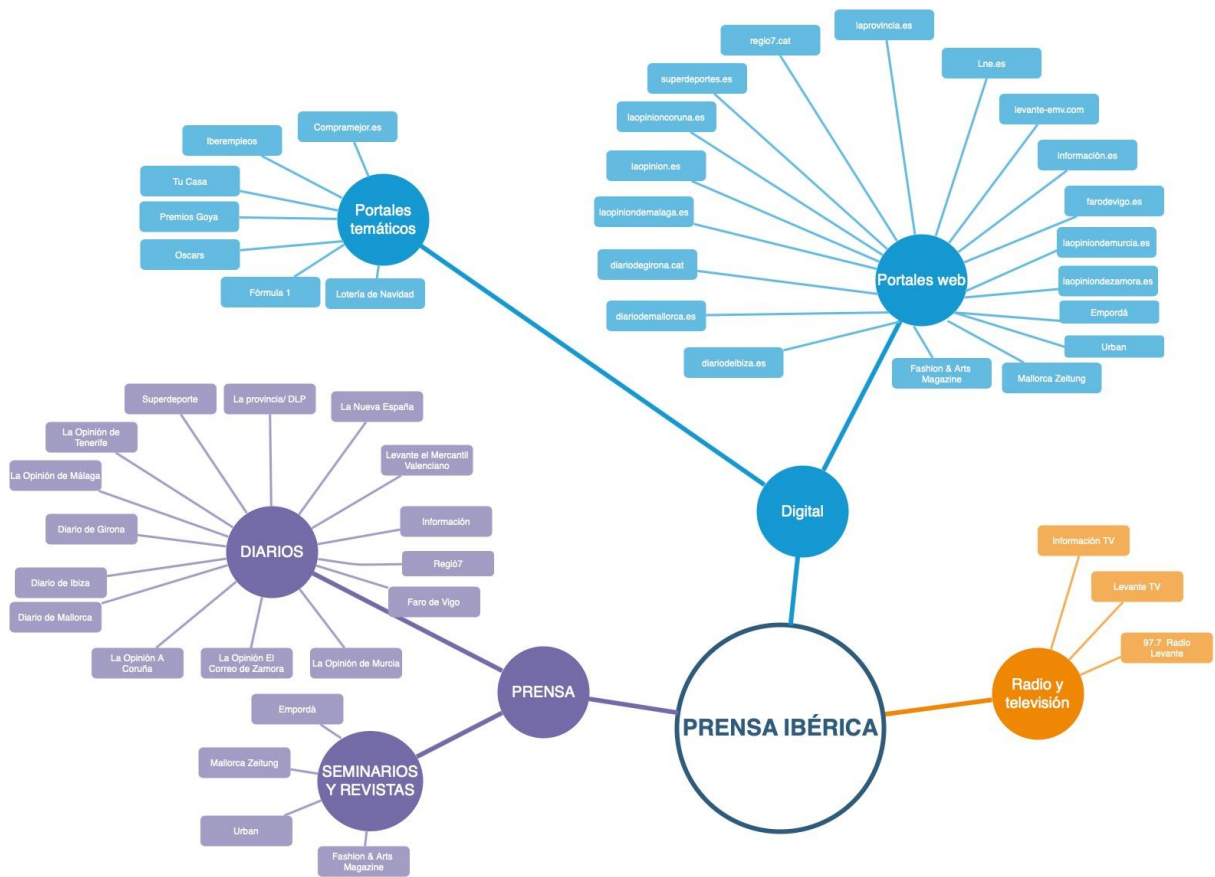 laprovincia.es
regio7.cat
Lne.es
superdeportes.es
levante-emv.com
laopinioncoruna.es
Compramejor.es
Iberempleos
información.es
laopinion.es
Tu Casa
Portales
temáticos
Premios Goya
farodevigo.es
laopiniondemalaga.es
laopiniondemurcia.es
Oscars
diariodegirona.cat
Portales web
laopiniondezamora.es
Fórmula 1
Lotería de Navidad
diariodemallorca.es
Empordà
Urban
diariodeibiza.es
Fashion & Arts
Magazine
Mallorca Zeitung
Superdeporte
La provincia/ DLP
La Nueva España
La Opinión de
Tenerife
Levante el Mercantil
Valenciano
La Opinión de Málaga
Digital
Información
Diario de Girona
DIARIOS
Regió7
Información TV
Diario de Ibiza
Levante TV
Faro de Vigo
Diario de Mallorca
97.7 Radio
Levante
La Opinión A
Coruña
La Opinión El
Correo de Zamora
La Opinión de Murcia
PRENSA
Radio y
televisión
Empordà
PRENSA IBÉRICA
Mallorca Zeitung
SEMINARIOS
Y REVISTAS
Urban
Fashion & Arts
Magazine